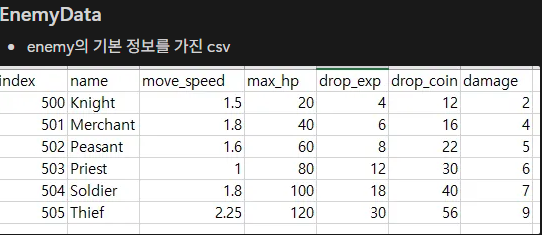 EnemyData
• enemy의 기본 정보를 가진 csv
index name move_speed max_hp drop_exp drop_coin damage
500 Knight 1.5 20 4 12 2
501 Merchant 1.8 40 6 16 4
502 Peasant 1.6 60 8 22 5
503 Priest 1 80 12 30 6
504 Soldier 1.8 100 18 40 7
505 Thief 2.25 120 30 56 9